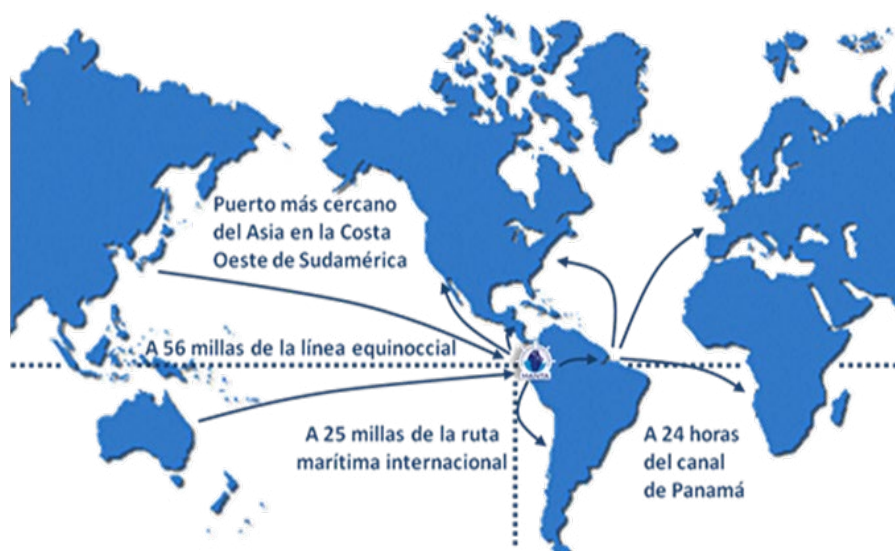 Puerto más cercano
del Asia en la Costa
Oeste de Sudamérica
A 56 millas de la línea equinoccial
MANTA
A 25 millas de la ruta
marítima internacional
A 24 horas
del canal
de Panamá